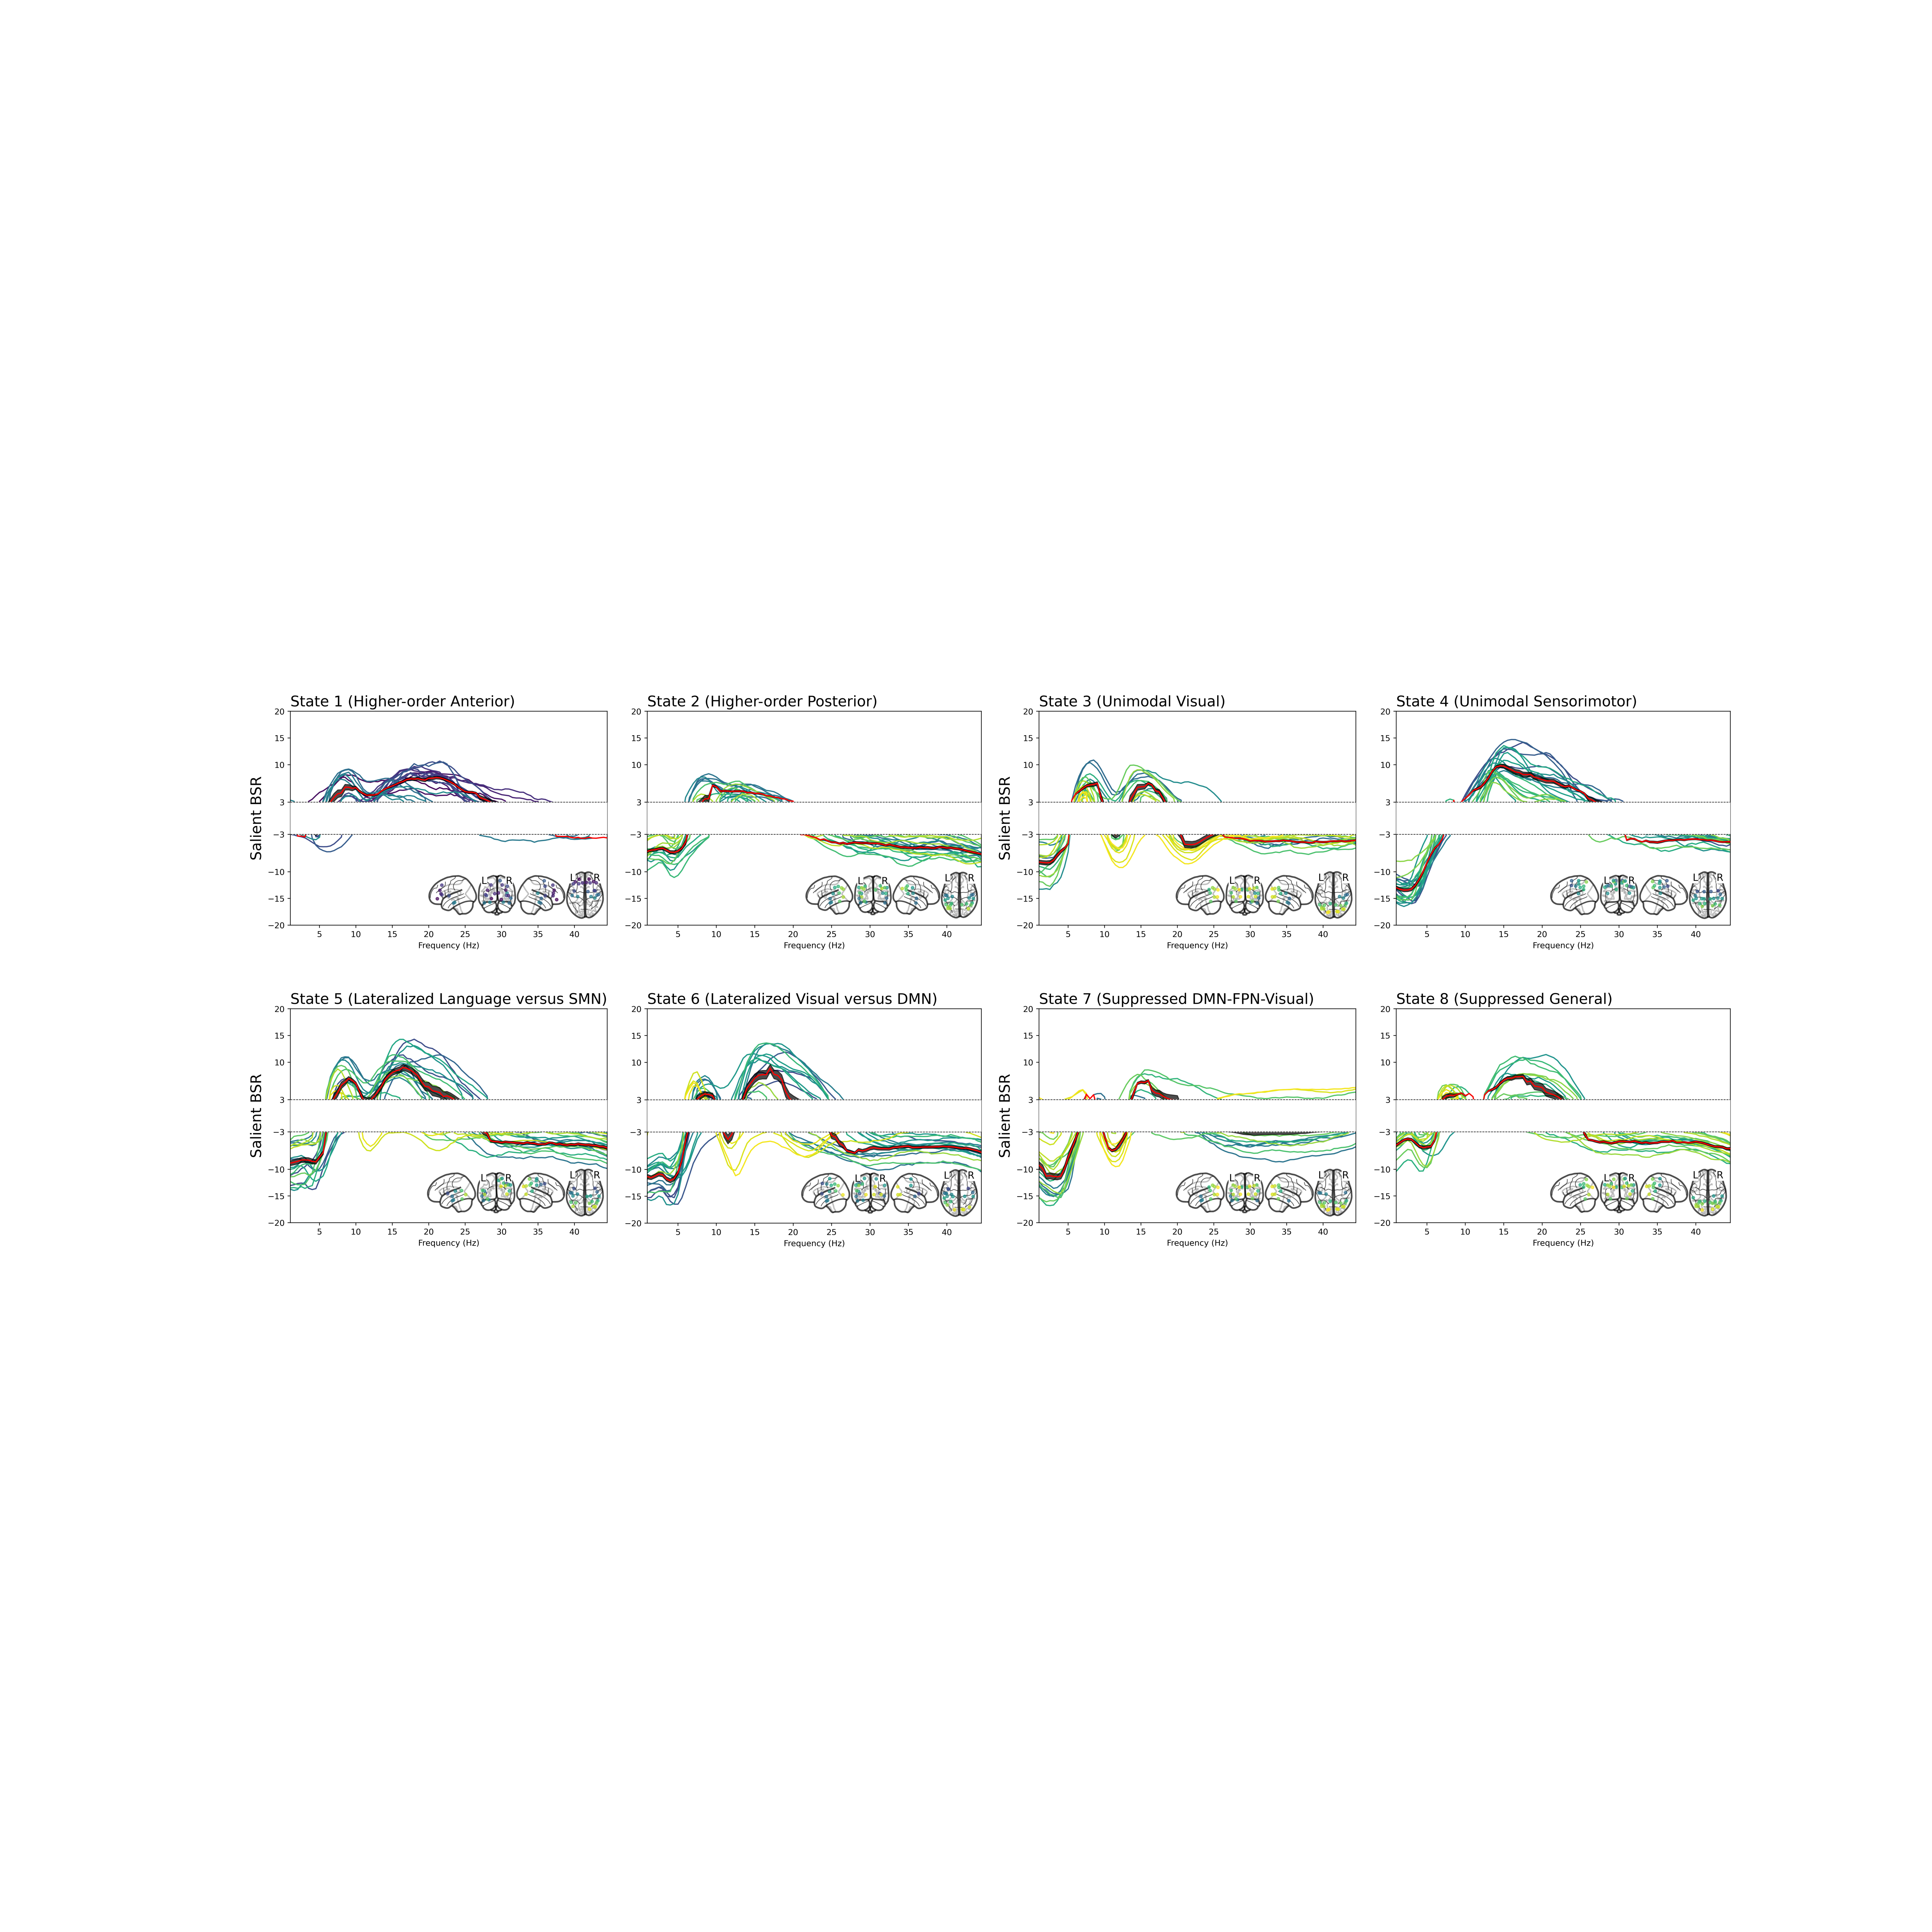 State 1 (Higher-order Anterior)
State 2 (Higher-order Posterior)
State 3 (Unimodal Visual)
State 4 (Unimodal Sensorimotor)
20 20 20 20
15 15 15 15
10 10 10 10
3 3 3 3
−3 −3 −3 −3
−10 −10 −10 −10
−15 −15 −15 −15
−20 −20 −20 −20
Salient BSR
Salient BSR
L R L R
L R L R
L R L R
L R L R
5 10 15 20 25 30 35 40
5 10 15 20 25 30 35 40
5 10 15 20 25 30 35 40
5 10 15 20 25 30 35 40
Frequency (Hz)
Frequency (Hz)
Frequency (Hz)
Frequency (Hz)
State 5 (Lateralized Language versus SMN)
State 6 (Lateralized Visual versus DMN)
State 7 (Suppressed DMN-FPN-Visual)
State 8 (Suppressed General)
20 20 20 20
15 15 15 15
10 10 10 10
3 3 3 3
−3 −3 −3 −3
−10 −10 −10 −10
−15 −15 −15 −15
−20 −20 −20 −20
Salient BSR
Salient BSR
L R L R
L R L R
L R L R
L R L R
5 10 15 20 25 30 35 40
5 10 15 20 25 30 35 40
5 10 15 20 25 30 35 40
5 10 15 20 25 30 35 40
Frequency (Hz)
Frequency (Hz)
Frequency (Hz)
Frequency (Hz)